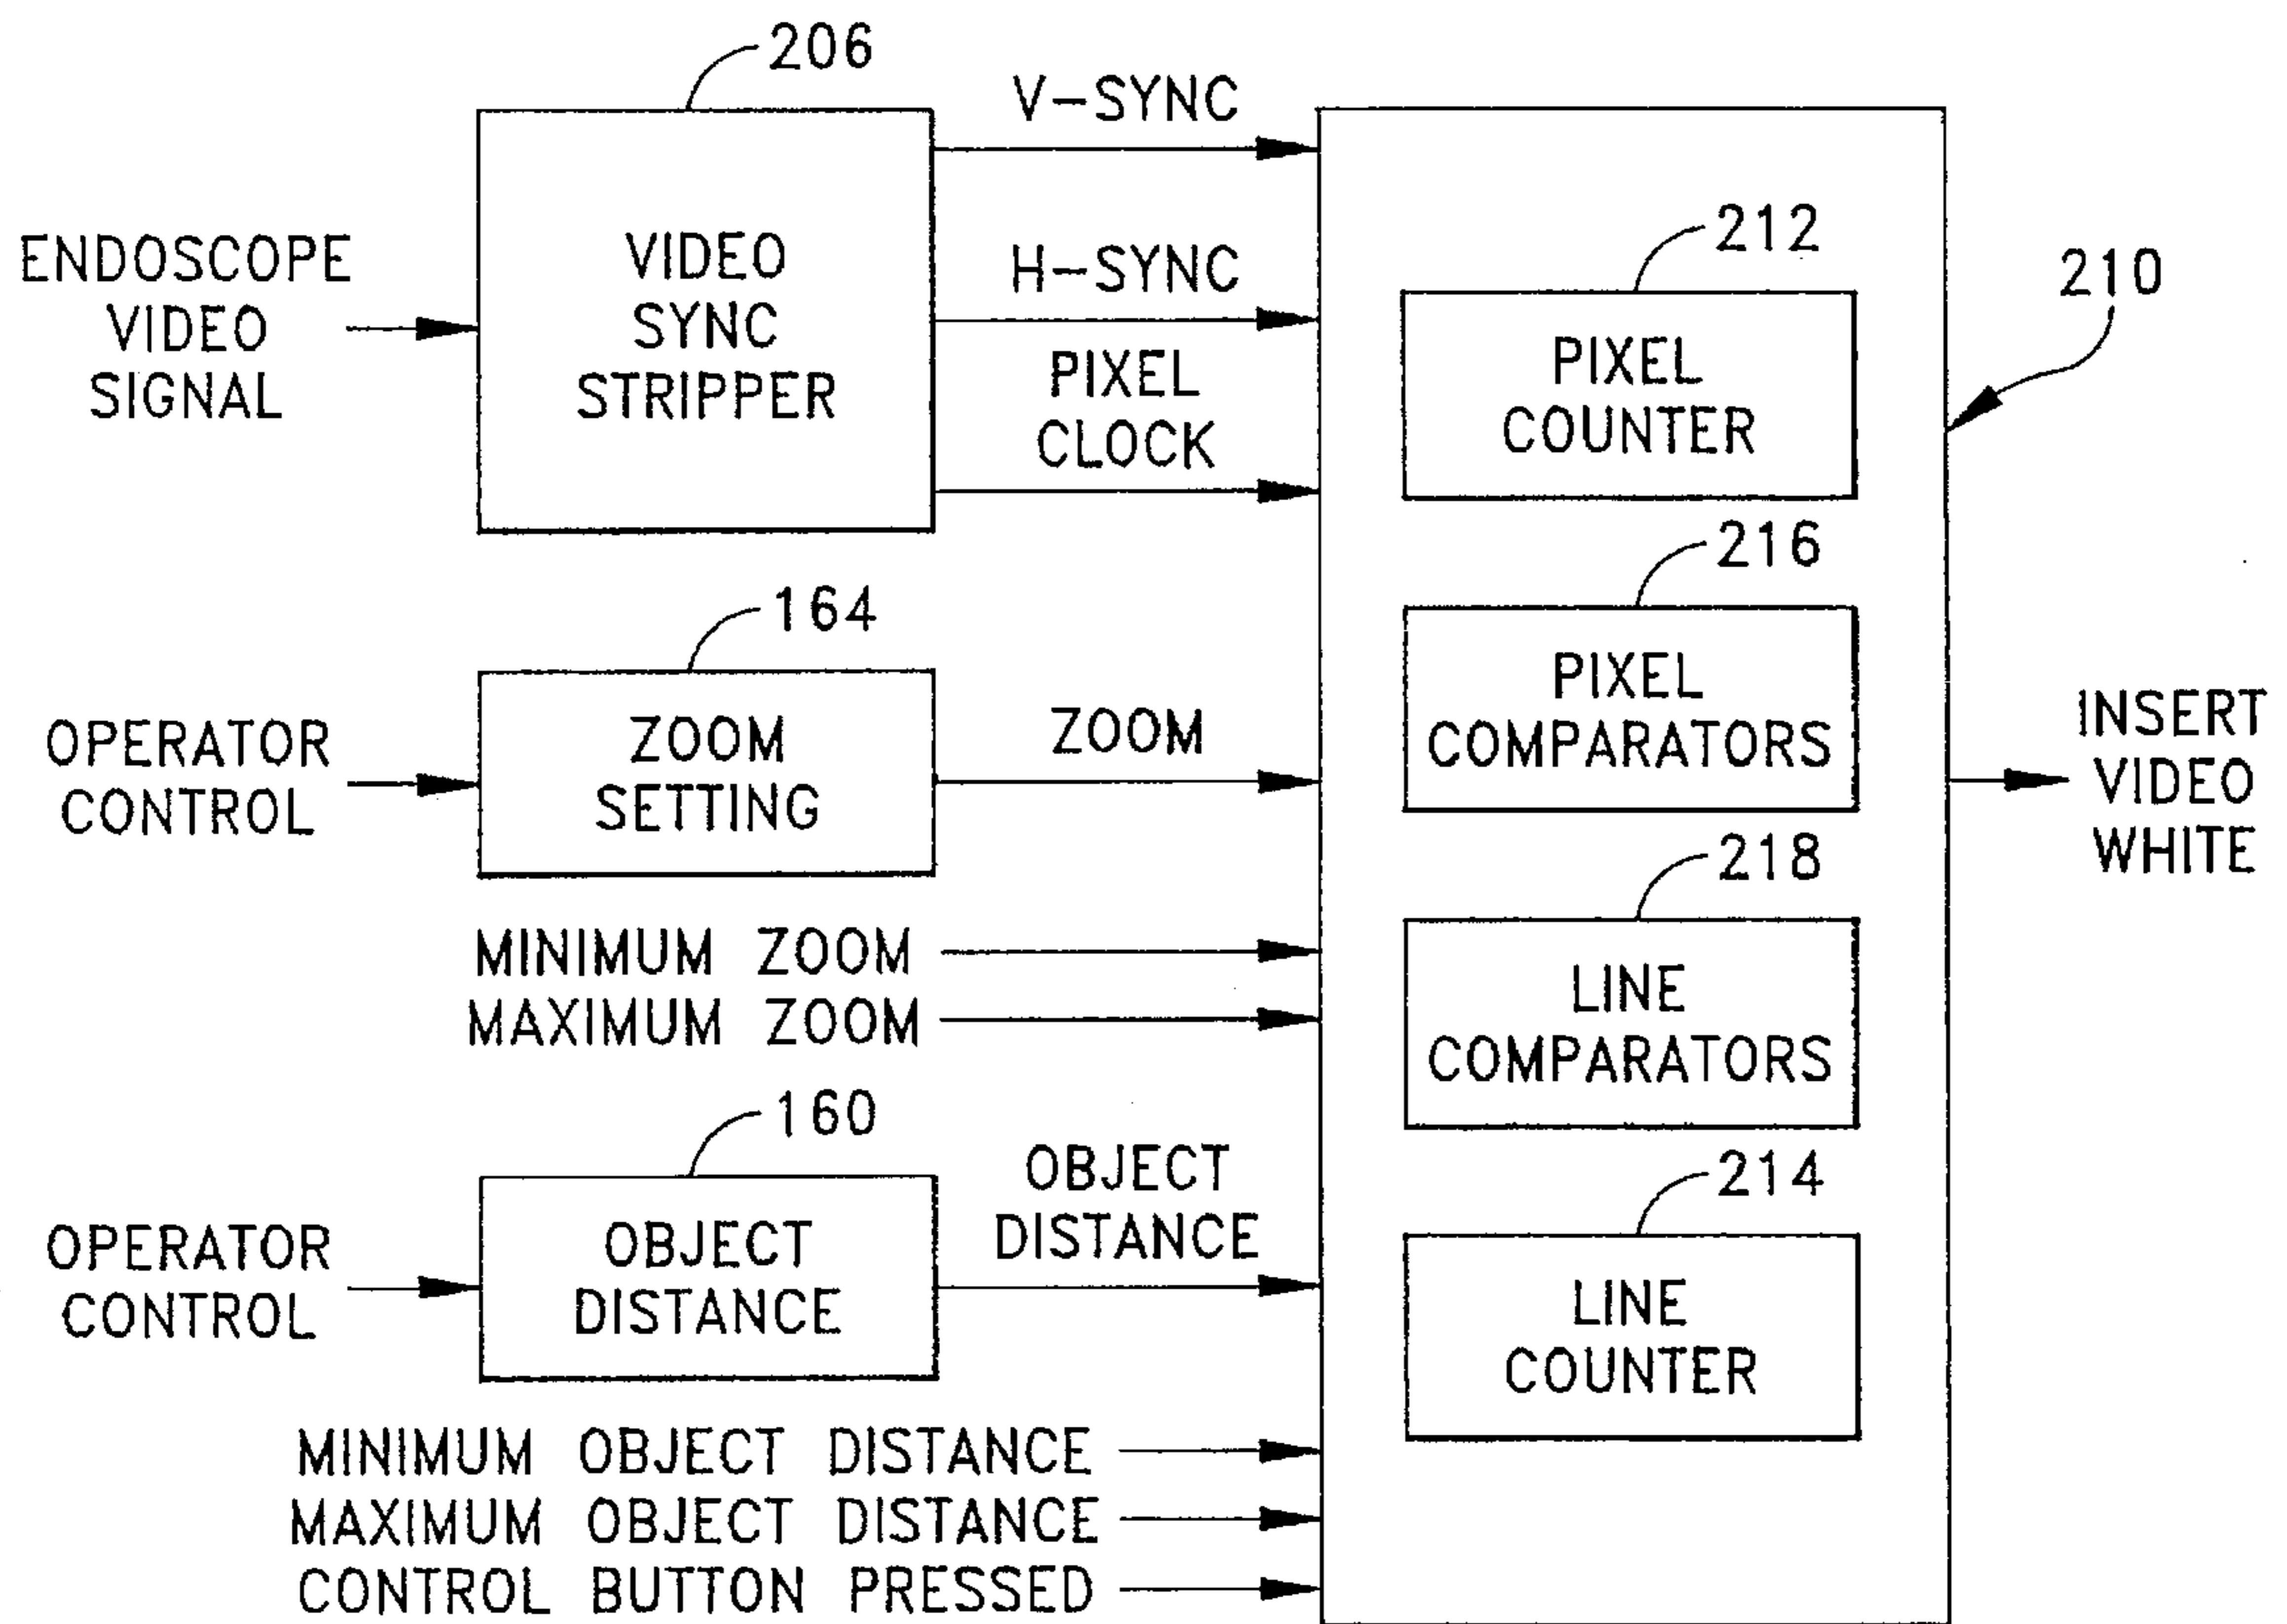 206
V-SYNC
ENDOSCOPE
VIDEO
SIGNAL
VIDEO
SYNC
STRIPPER
H-SYNC
PIXEL
CLOCK
212
PIXEL
COUNTER
210
216
PIXEL
COMPARATORS
164
OPERATOR
CONTROL
ZOOM
SETTING
ZOOM
INSERT
VIDEO
WHITE
218
LINE
COMPARATORS
MINIMUM ZOOM
MAXIMUM ZOOM
160
OPERATOR
CONTROL
OBJECT
DISTANCE
OBJECT
DISTANCE
214
LINE
COUNTER
MINIMUM OBJECT DISTANCE
MAXIMUM OBJECT DISTANCE
CONTROL BUTTON PRESSED